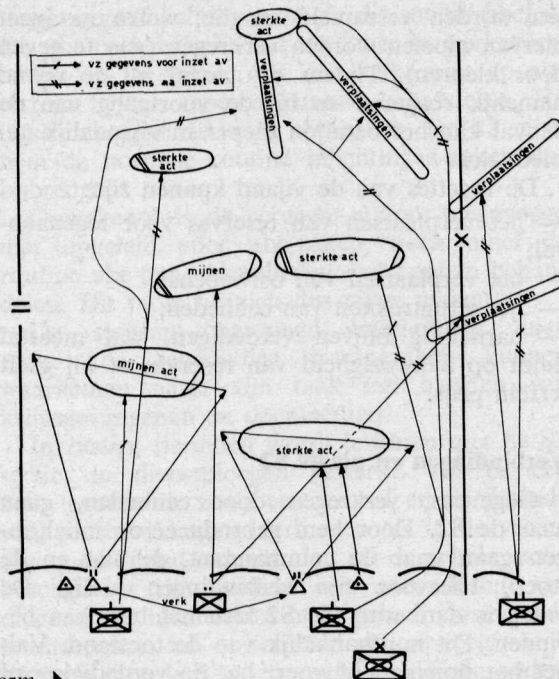 sterkte
act
vz gegevens voor inzet av
vz gegevens a inzet av
verplaatsingen
verplaatsingen
verplaatsingen
sterkte
act
mijnen
sterkte act
verplaatsingen
mijnen act
sterkte act
verk